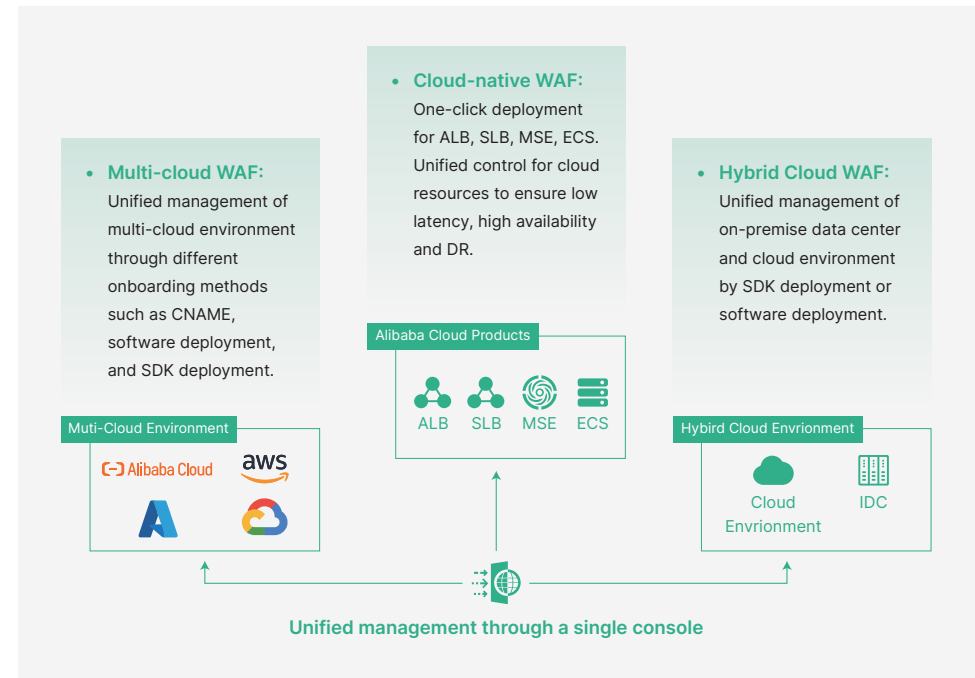 • Multi-cloud WAF:
Unified management of
multi-cloud environment
through different
onboarding methods
such as CNAME,
software deployment,
and SDK deployment.
Muti-Cloud Environment
Alibaba Cloud
aws
• Cloud-native WAF:
One-click deployment
for ALB, SLB, MSE, ECS.
Unified control for cloud
resources to ensure low
latency, high availability
and DR.
Alibaba Cloud Products
ALB SLB MSE ECS
• Hybrid Cloud WAF:
Unified management of
on-premise data center
and cloud environment
by SDK deployment or
software deployment.
Hybird Cloud Envrionment
Cloud
Envrionment
IDC
Unified management through a single console